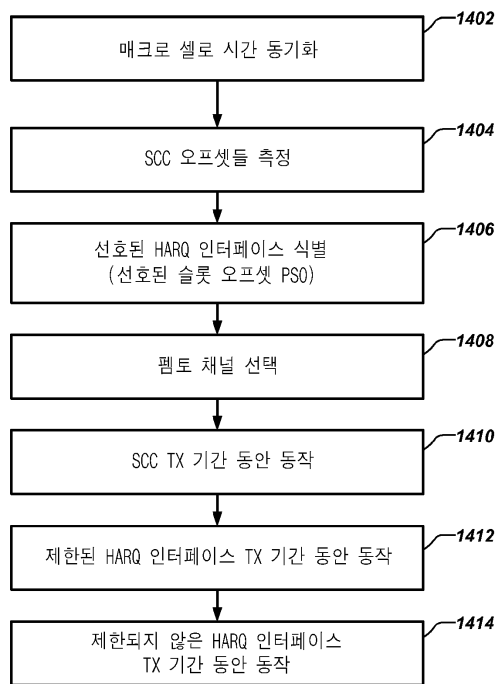 1402
매크로 셀로 시간 동기화
1404
SCC 오프셋들 측정
1406
선호된 HARQ 인터페이스 식별
(선호된 슬롯 오프셋 PSO)
1408
펨토 채널 선택
1410
SCC TX 기간 동안 동작
1412
제한된 HARQ 인터페이스 TX 기간 동안 동작
1414
제한되지 않은 HARQ 인터페이스
TX 기간 동안 동작